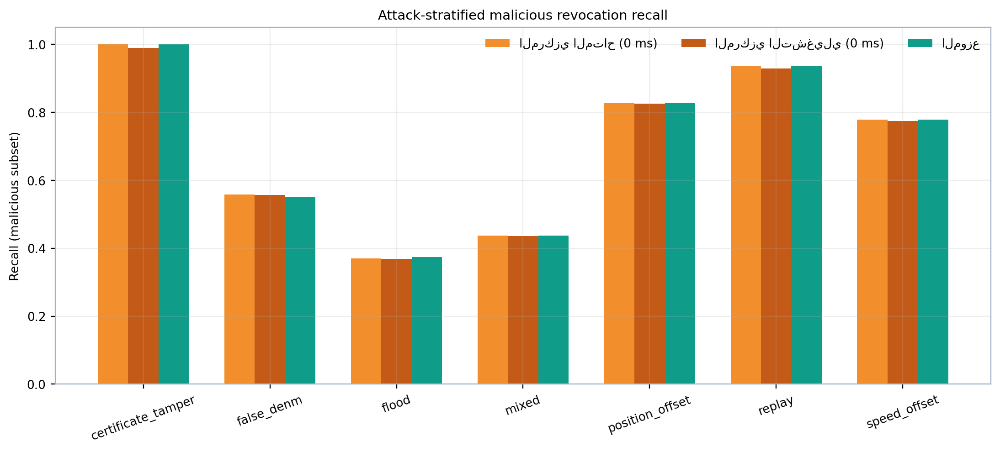 Attack-stratified malicious revocation recall
المركزي المتاح (0 ms)
المركزي التشغيلي (0 ms)
الموزع
Recall (malicious subset)
1.0
0.8
0.6
0.4
0.2
0.0
certificate_tamper
false_denm
flood
mixed
position_offset
replay
speed_offset